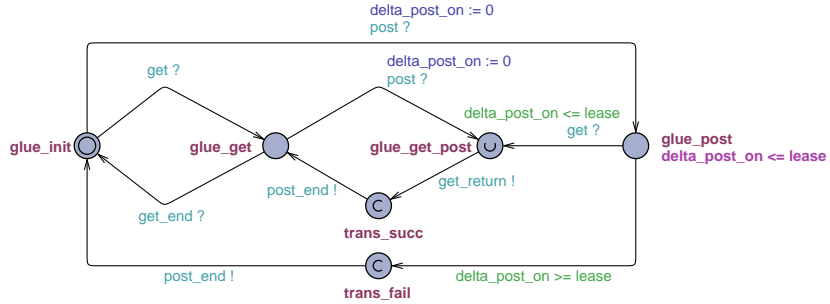 delta_post_on := 0
post ?
delta_post_on := 0
get ?
post ?
delta_post_on <= lease
get ?
glue_init
glue_get
glue_get_post
glue_post
delta_post_on <= lease
U
post_end !
get_return !
get_end ?
C
trans_succ
C
post_end !
delta_post_on >= lease
trans_fail